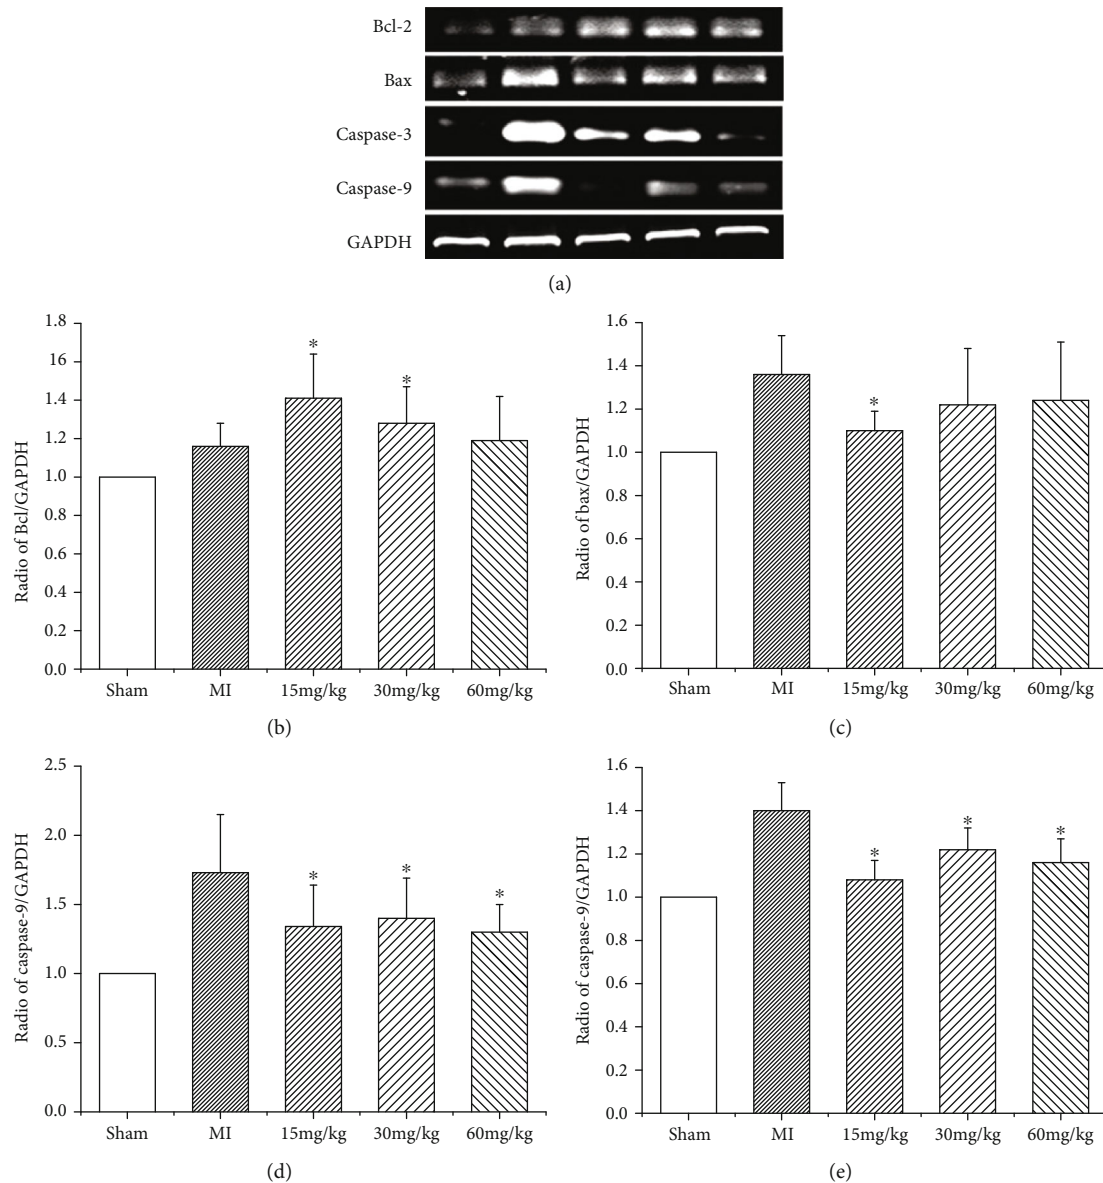 Bcl-2
Bax
Caspase-3
Caspase-9
GAPDH
(a)
Radio of Bcl/GAPDH
1.8
16
1.4
1.2
1.0
0.8
0.6
0.4
0.2
0.0
*
*
Sham MI 15mg/kg 30mg/kg 60mg/kg
(b)
Radio of bax/GAPDH
1.6
1.4
1.2
1.0
0.8
0.6
0.4
0.2
0.0
*
Sham MI 15mg/kg 30mg/kg 60mg/kg
(c)
Radio of caspase-9/GAPDH
2.5
2.0
1.5
1.0
0.5
0.0
*
*
*
Sham MI 15mg/kg 30mg/kg 60mg/kg
(d)
Radio of caspase-9/GAPDH
1.6
1.4
1.2
1.0
0.8
0.6
0.4
0.2
0.0
*
*
*
Sham MI 15mg/kg 30mg/kg 60mg/kg
(e)